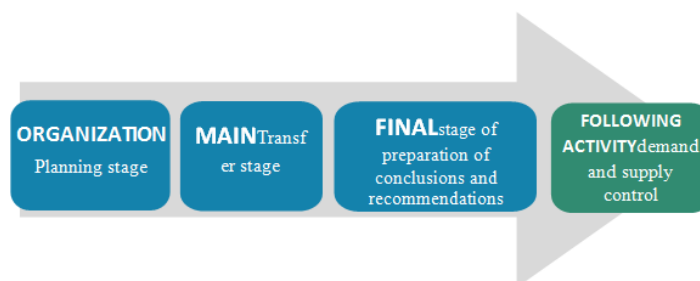 ORGANIZATION
Planning stage
MAINTransf
er stage
FINALstage of
preparation of
conclusions and
recommendations
FOLLOWING
ACTIVITYdemand
and supply
control